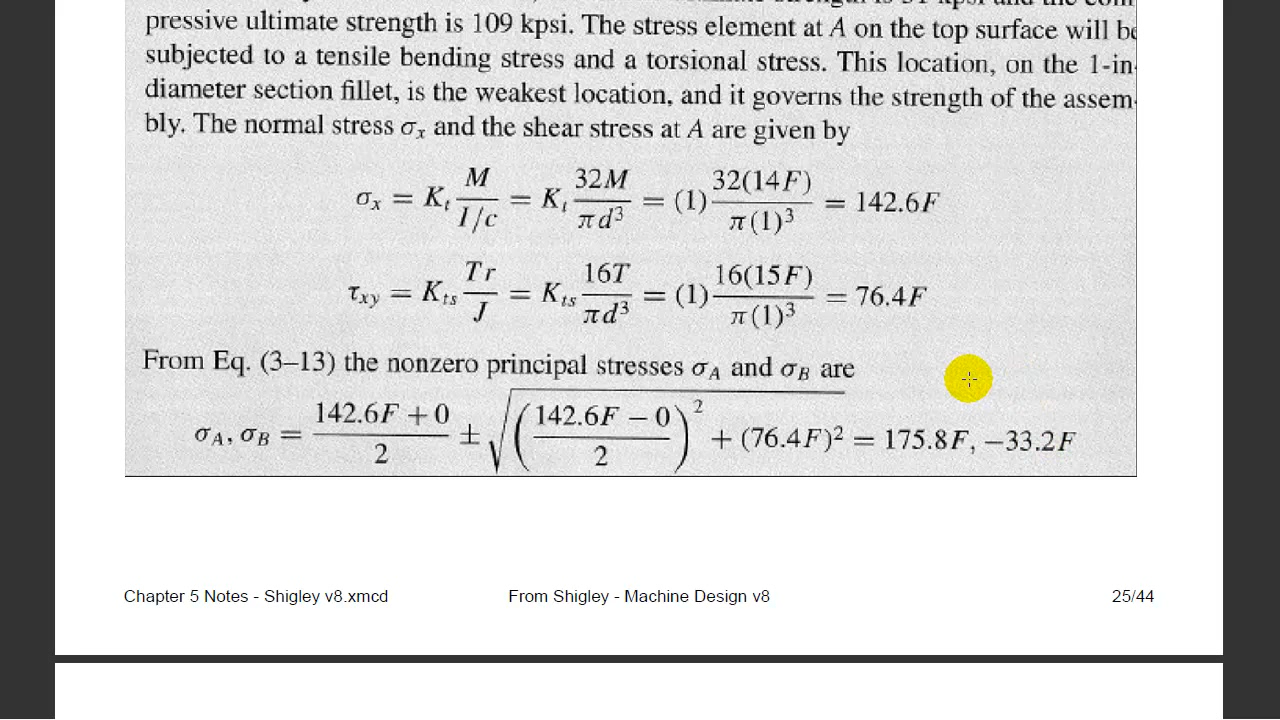 pressive ultimate strength is 109 kpsi. The stress element at A on the top surface will be
subjected to a tensile bending stress and a torsional stress. This location, on the 1-in-
diameter section fillet, is the weakest location, and it governs the strength of the assem-
bly. The normal stress σx and the shear stress at A are given by
σx = Kt M/(I/c) = Kt 32M/(πd³) = (1) 32(14F)/(π(1)³) = 142.6F
τxy = Kts Tr/J = Kts 16T/(πd³) = (1) 16(15F)/(π(1)³) = 76.4F
From Eq. (3–13) the nonzero principal stresses σA and σB are
σA, σB = (142.6F + 0)/2 ± √(((142.6F − 0)/2)² + (76.4F)²) = 175.8F, −33.2F
Chapter 5 Notes - Shigley v8.xmcd From Shigley - Machine Design v8 25/44